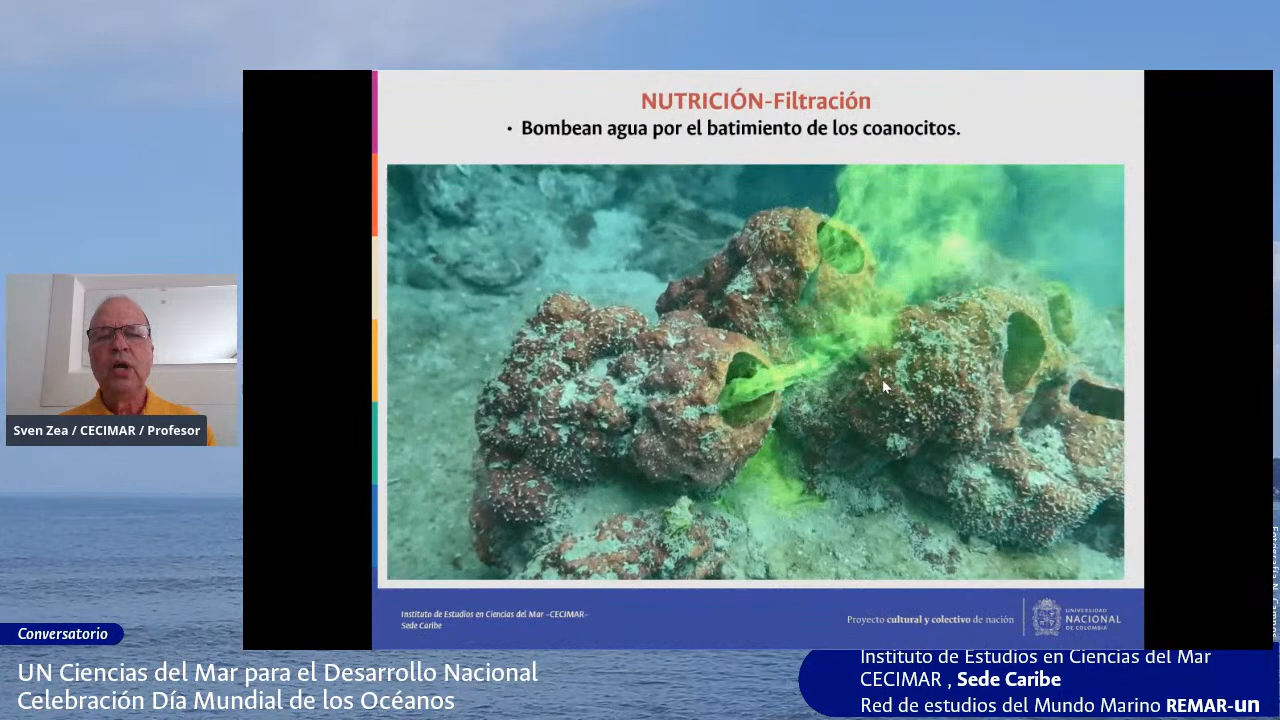 NUTRICIÓN-Filtración
• Bombean agua por el batimiento de los coanocitos.
Sven Zea / CECIMAR / Profesor
Instituto de Estudios en Ciencias del Mar -CECIMAR-
Sede Caribe
Proyecto cultural y colectivo de nación
UNIVERSIDAD
NACIONAL
DE COLOMBIA
Conversatorio
UN Ciencias del Mar para el Desarrollo Nacional
Celebración Día Mundial de los Océanos
Instituto de Estudios en Ciencias del Mar
CECIMAR , Sede Caribe
Red de estudios del Mundo Marino REMAR-un